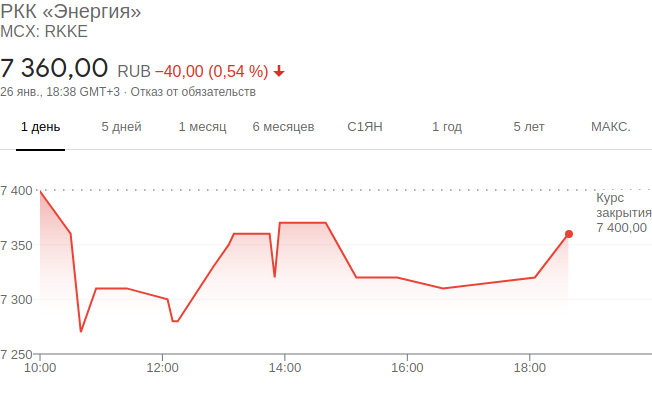 РКК «Энергия»
MCX: RKKE
7 360,00 RUB −40,00 (0,54 %)
26 янв., 18:38 GMT+3 · Отказ от обязательств
1 день 5 дней 1 месяц 6 месяцев С1ЯН 1 год 5 лет МАКС.
7 400
Курс
закрытия
7 400,00
7 350
7 300
7 250
10:00 12:00 14:00 16:00 18:00